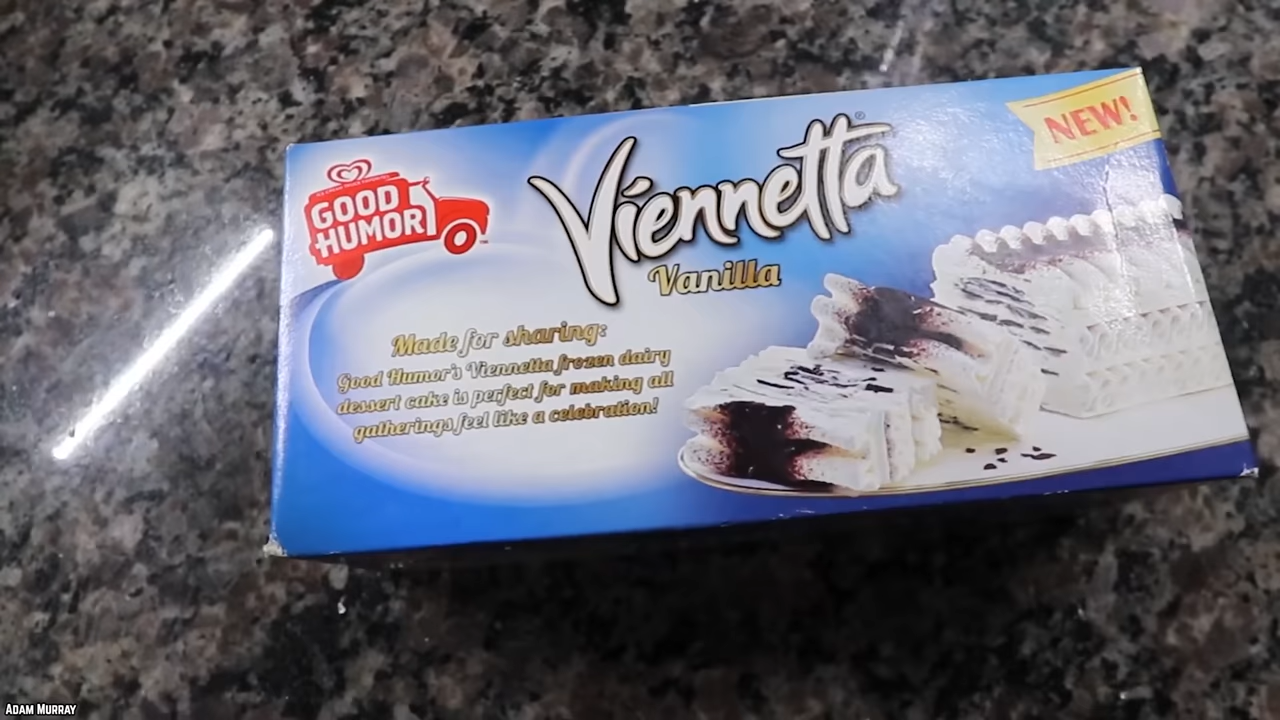 GOOD
HUMOR
Viennetta®
Vanilla
NEW!
Made for sharing:
Good Humor's Viennetta frozen dairy
dessert cake is perfect for making all
gatherings feel like a celebration!
ADAM MURRAY